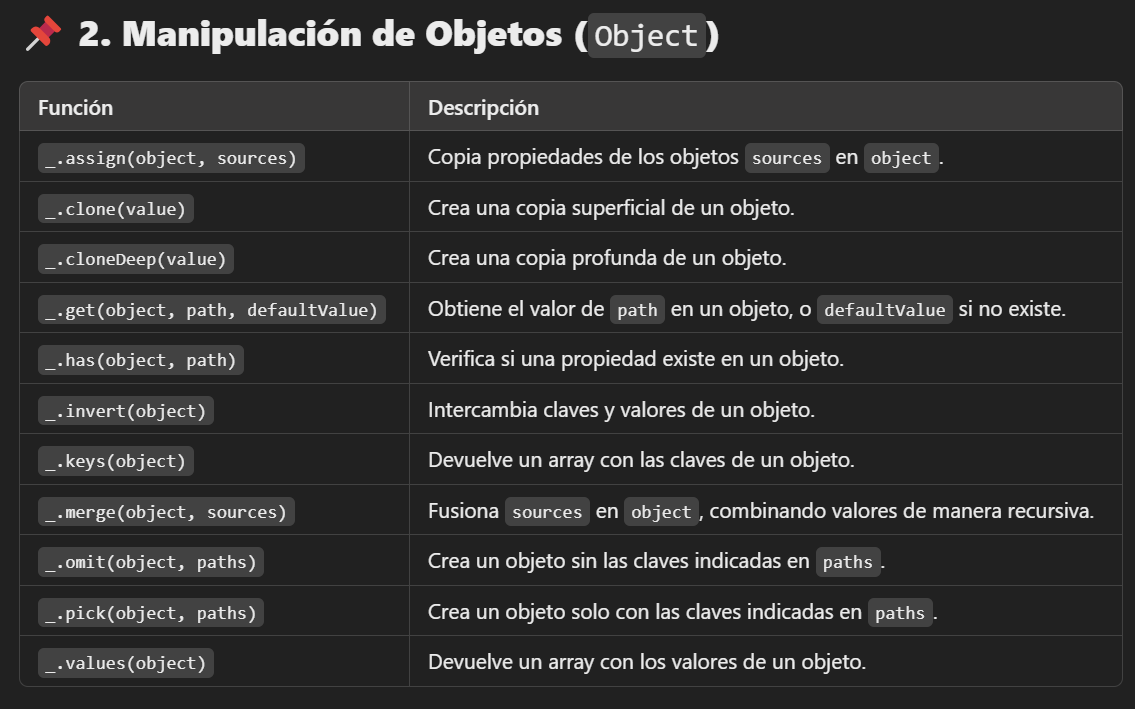 📌 2. Manipulación de Objetos (Object)
Función Descripción
_.assign(object, sources) Copia propiedades de los objetos sources en object.
_.clone(value) Crea una copia superficial de un objeto.
_.cloneDeep(value) Crea una copia profunda de un objeto.
_.get(object, path, defaultValue) Obtiene el valor de path en un objeto, o defaultValue si no existe.
_.has(object, path) Verifica si una propiedad existe en un objeto.
_.invert(object) Intercambia claves y valores de un objeto.
_.keys(object) Devuelve un array con las claves de un objeto.
_.merge(object, sources) Fusiona sources en object, combinando valores de manera recursiva.
_.omit(object, paths) Crea un objeto sin las claves indicadas en paths.
_.pick(object, paths) Crea un objeto solo con las claves indicadas en paths.
_.values(object) Devuelve un array con los valores de un objeto.